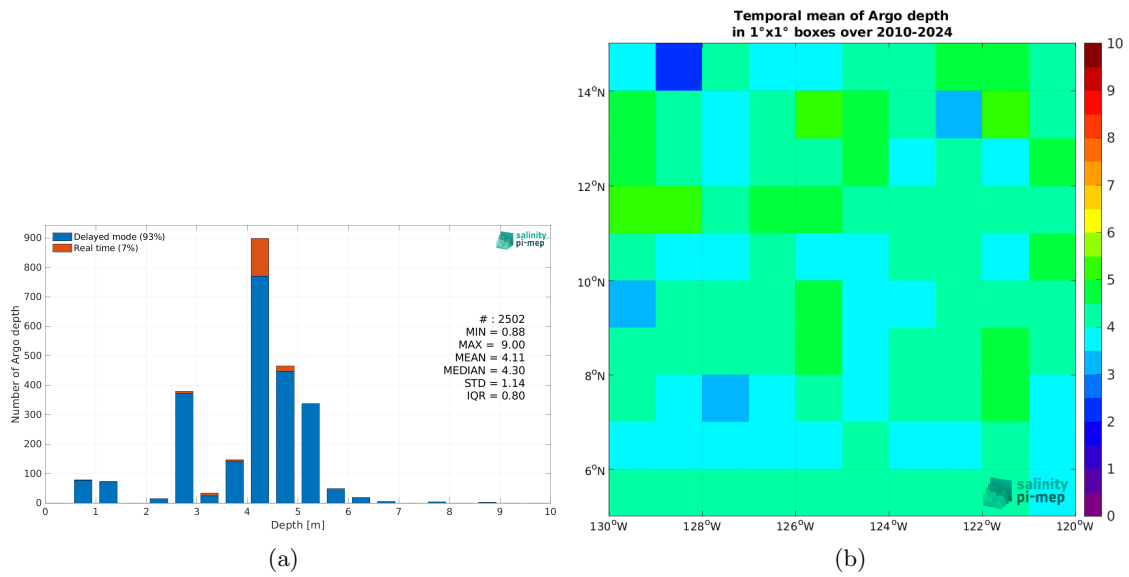 Delayed mode (93%)
Real time (7%)
salinity
pi-mep
900
800
700
600
500
400
300
200
100
0
Number of Argo depth
# : 2502
MIN = 0.88
MAX = 9.00
MEAN = 4.11
MEDIAN = 4.30
STD = 1.14
IQR = 0.80
0 1 2 3 4 5 6 7 8 9 10
Depth [m]
(a)
Temporal mean of Argo depth
in 1°x1° boxes over 2010-2024
14°N
12°N
10°N
8°N
6°N
130°W 128°W 126°W 124°W 122°W 120°W
salinity
pi-mep
10
9
8
7
6
5
4
3
2
1
0
(b)